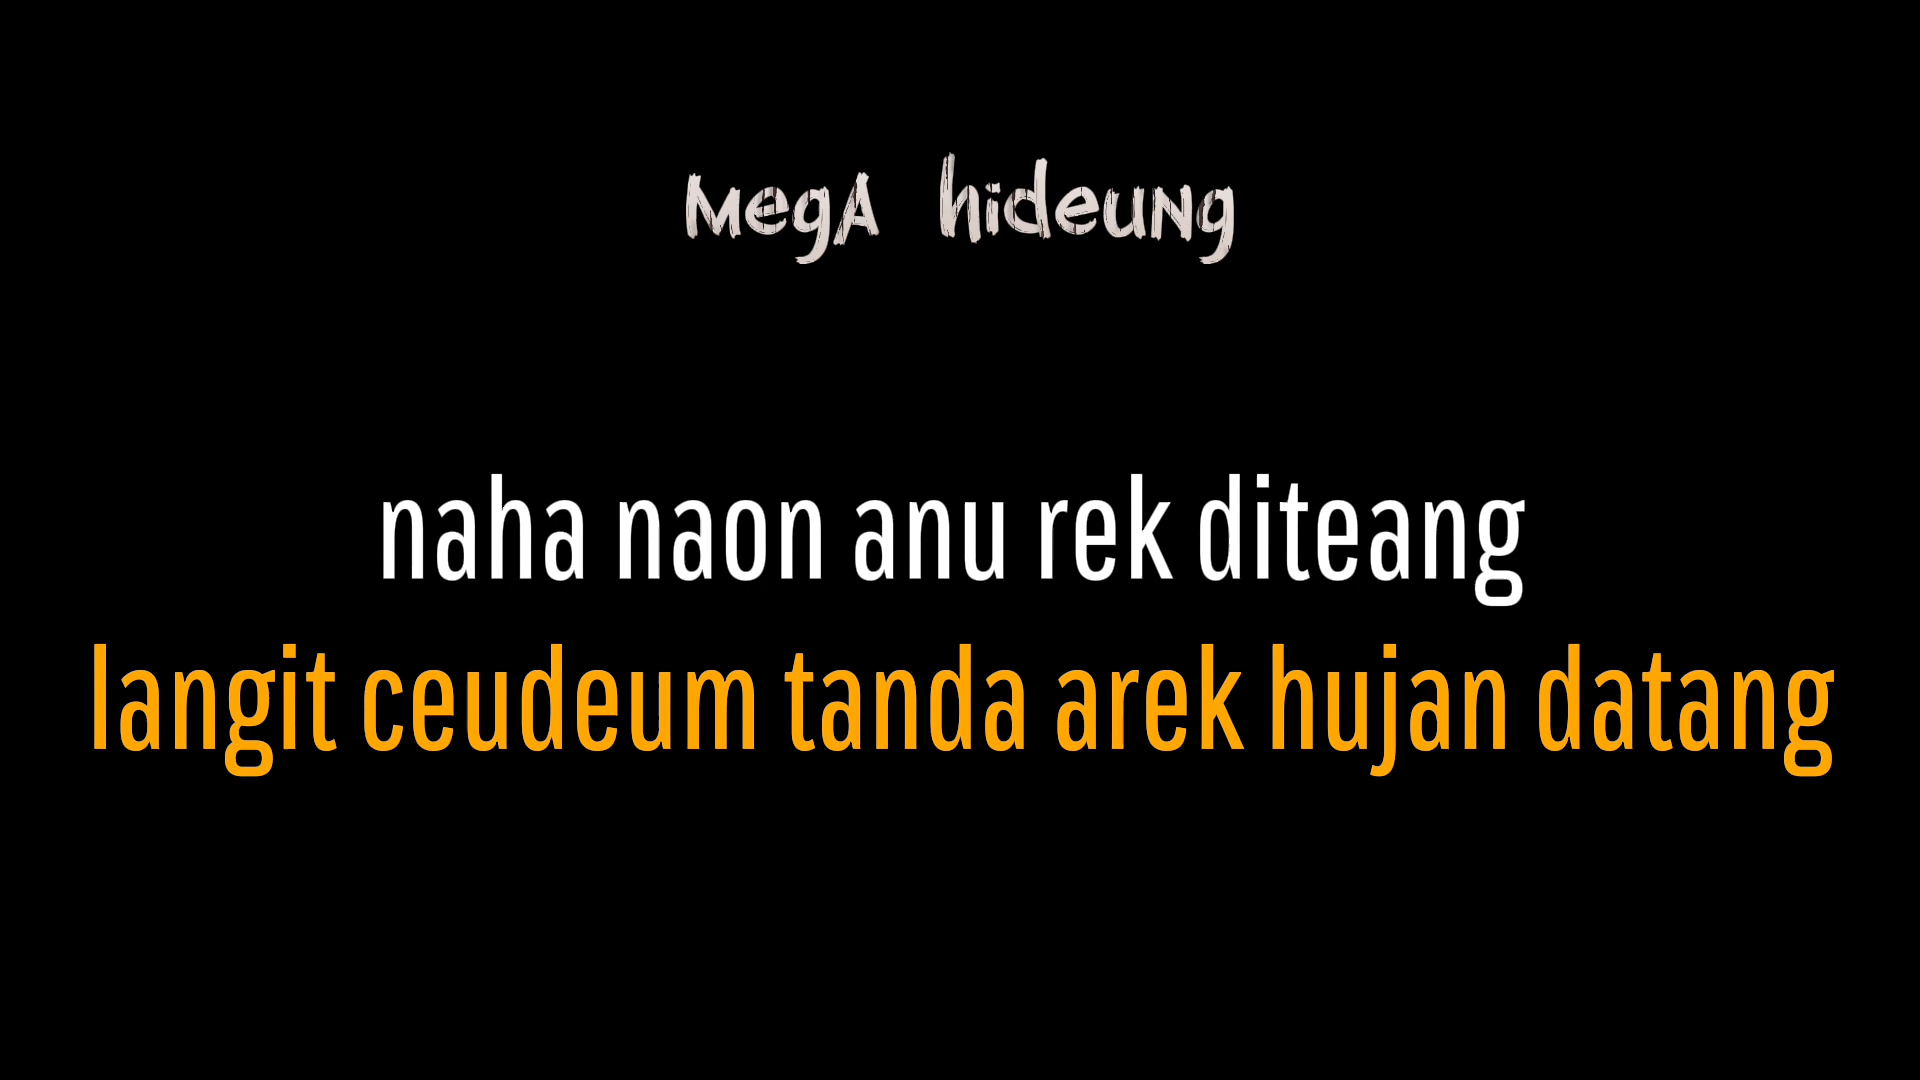 MegA hideuNg
naha naon anu rek diteang
langit ceudeum tanda arek hujan datang